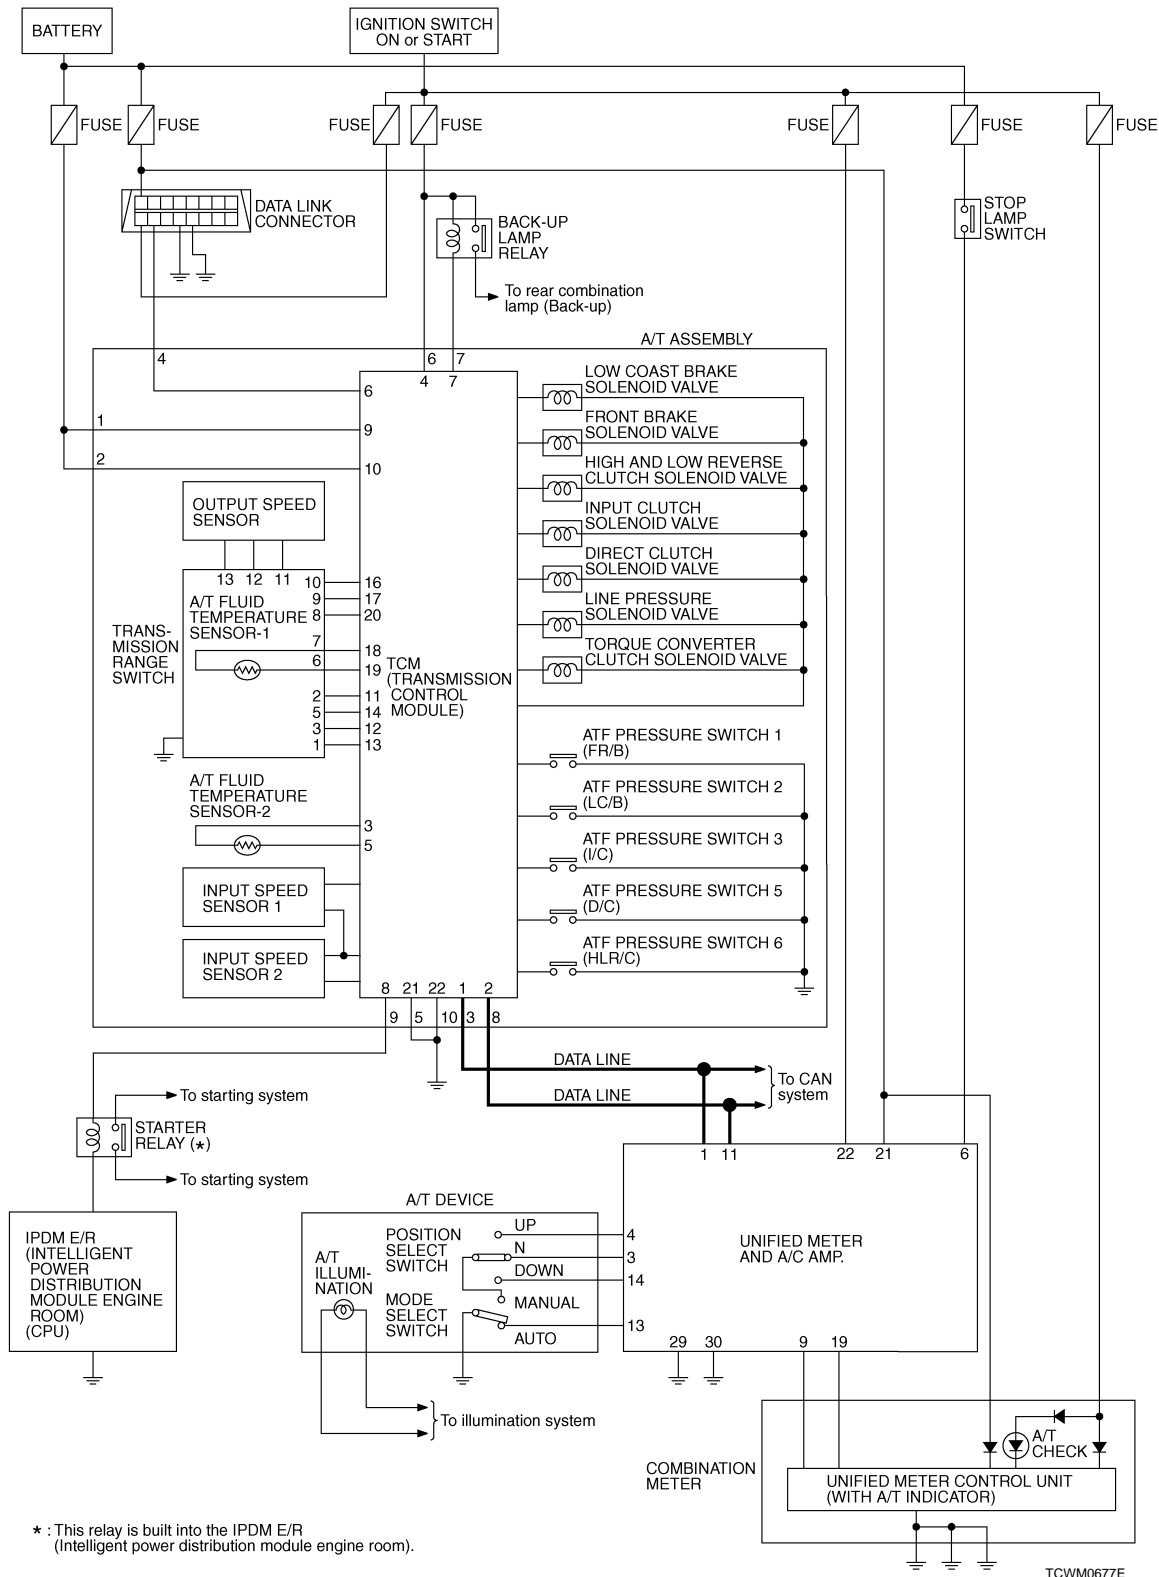 BATTERY
IGNITION SWITCH
ON or START
FUSE
FUSE
FUSE
FUSE
FUSE
FUSE
FUSE
DATA LINK
CONNECTOR
BACK-UP
LAMP
RELAY
STOP
LAMP
SWITCH
To rear combination
lamp (Back-up)
A/T ASSEMBLY
4
6
7
4
7
6
1
9
2
10
LOW COAST BRAKE
SOLENOID VALVE
FRONT BRAKE
SOLENOID VALVE
HIGH AND LOW REVERSE
CLUTCH SOLENOID VALVE
INPUT CLUTCH
SOLENOID VALVE
DIRECT CLUTCH
SOLENOID VALVE
LINE PRESSURE
SOLENOID VALVE
TORQUE CONVERTER
CLUTCH SOLENOID VALVE
OUTPUT SPEED
SENSOR
13 12 11
A/T FLUID
TEMPERATURE
SENSOR-1
TRANS-
MISSION
RANGE
SWITCH
10 16
9 17
8 20
7 18
6 19
2 11
5 14
3 12
1 13
TCM
(TRANSMISSION
CONTROL
MODULE)
ATF PRESSURE SWITCH 1
(FR/B)
ATF PRESSURE SWITCH 2
(LC/B)
ATF PRESSURE SWITCH 3
(I/C)
ATF PRESSURE SWITCH 5
(D/C)
ATF PRESSURE SWITCH 6
(HLR/C)
A/T FLUID
TEMPERATURE
SENSOR-2
3
5
INPUT SPEED
SENSOR 1
INPUT SPEED
SENSOR 2
8 21 22 1 2
9 5 10 3 8
DATA LINE
DATA LINE
To CAN
system
To starting system
STARTER
RELAY (*)
To starting system
1 11 22 21 6
IPDM E/R
(INTELLIGENT
POWER
DISTRIBUTION
MODULE ENGINE
ROOM)
(CPU)
A/T DEVICE
A/T
ILLUMI-
NATION
POSITION
SELECT
SWITCH
MODE
SELECT
SWITCH
UP
N
DOWN
MANUAL
AUTO
4
3
14
13
UNIFIED METER
AND A/C AMP.
29 30 9 19
To illumination system
COMBINATION
METER
A/T
CHECK
UNIFIED METER CONTROL UNIT
(WITH A/T INDICATOR)
* : This relay is built into the IPDM E/R
(Intelligent power distribution module engine room).
TCWM0677E